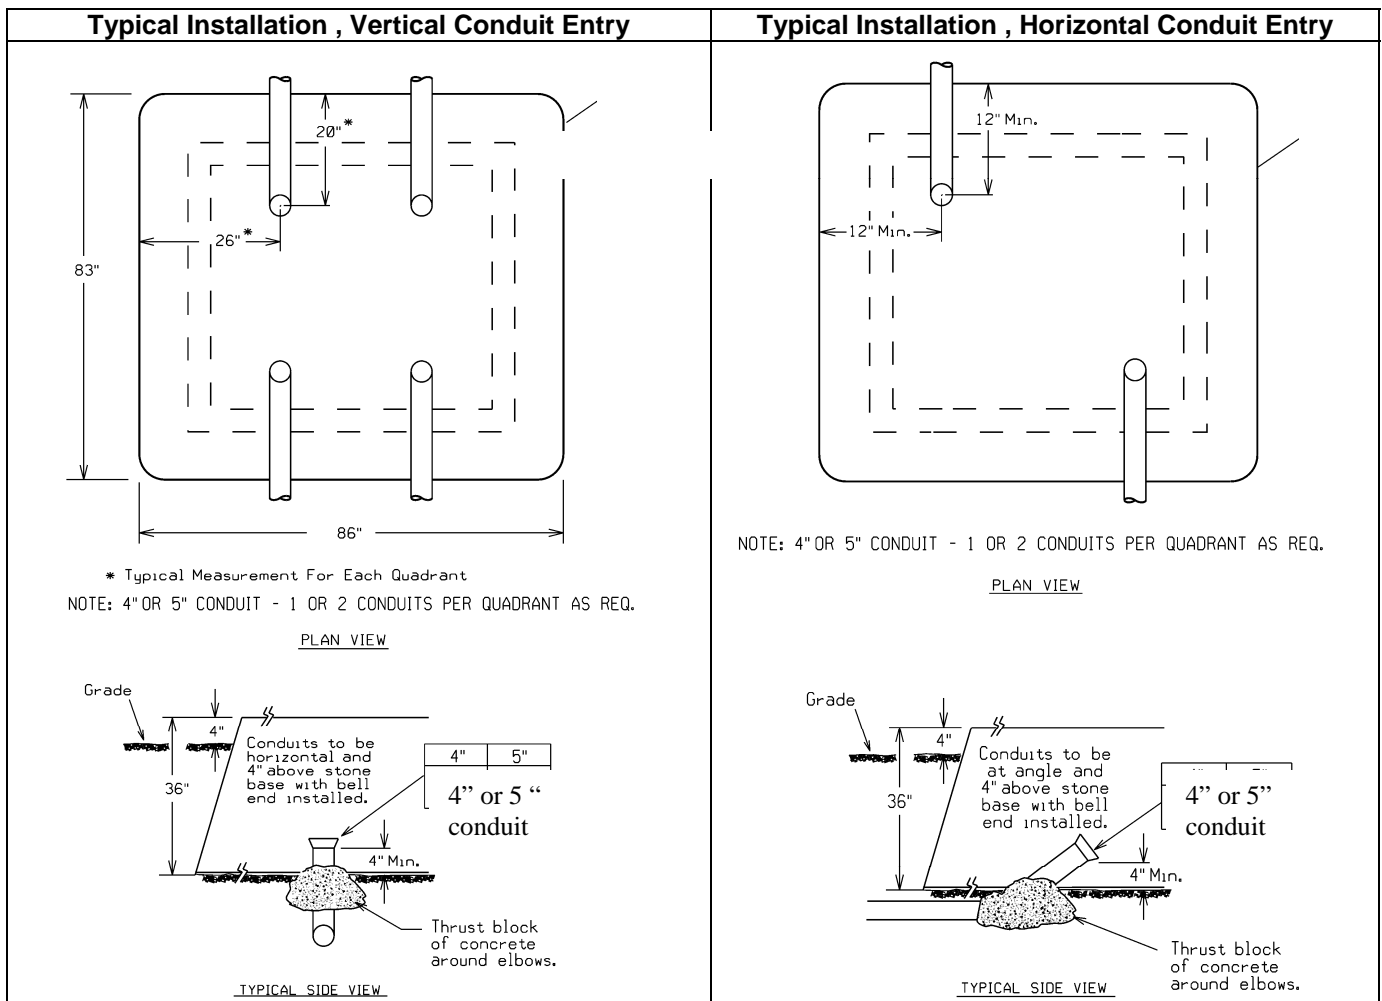 Typical Installation , Vertical Conduit Entry
20"*
26"*
83"
86"
* Typical Measurement For Each Quadrant
NOTE: 4" OR 5" CONDUIT - 1 OR 2 CONDUITS PER QUADRANT AS REQ.
PLAN VIEW
Grade
4"
36"
Conduits to be
horizontal and
4" above stone
base with bell
end installed.
4" 5"
4” or 5 “
conduit
4" Min.
Thrust block
of concrete
around elbows.
TYPICAL SIDE VIEW
Typical Installation , Horizontal Conduit Entry
12" Min.
12" Min.
NOTE: 4" OR 5" CONDUIT - 1 OR 2 CONDUITS PER QUADRANT AS REQ.
PLAN VIEW
Grade
4"
36"
Conduits to be
at angle and
4" above stone
base with bell
end installed.
4” or 5”
conduit
4" Min.
Thrust block
of concrete
around elbows.
TYPICAL SIDE VIEW